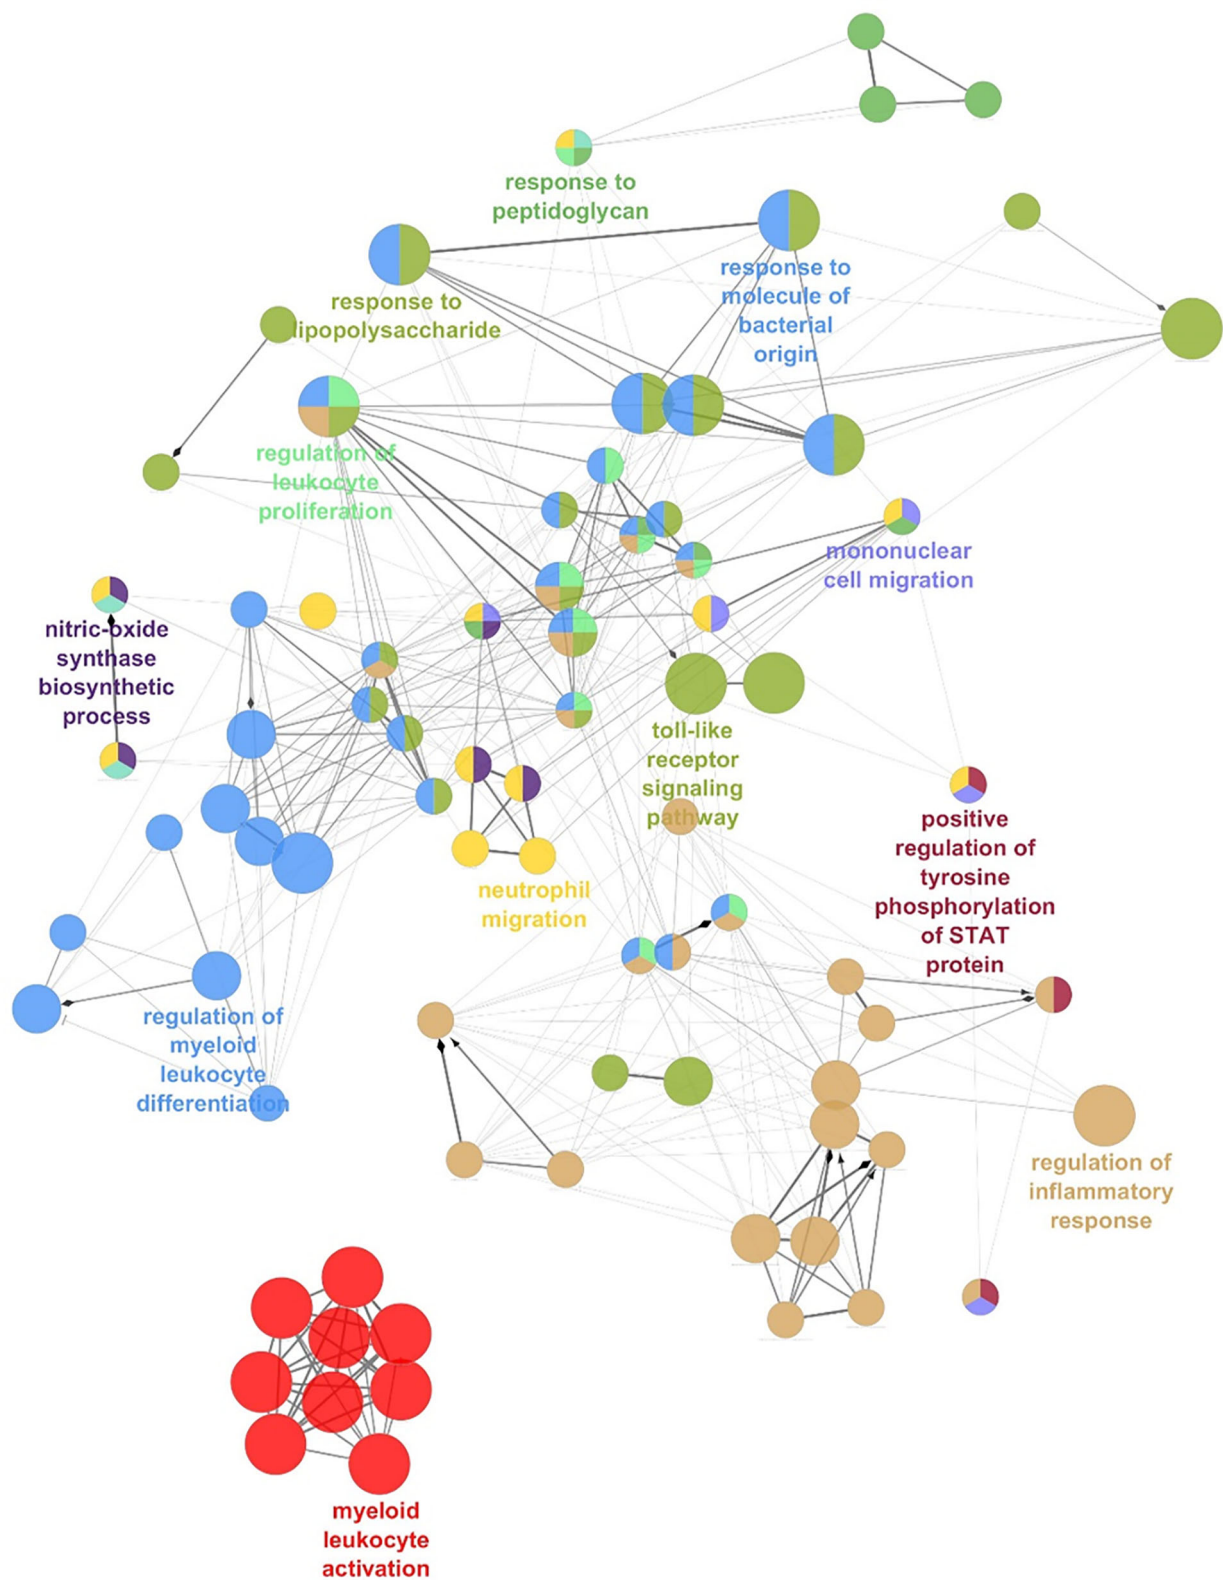 response to
peptidoglycan
response to
molecule of
bacterial
origin
response to
lipopolysaccharide
regulation of
leukocyte
proliferation
mononuclear
cell migration
nitric-oxide
synthase
biosynthetic
process
toll-like
receptor
signaling
pathway
positive
regulation of
tyrosine
phosphorylation
of STAT
protein
neutrophil
migration
regulation of
myeloid
leukocyte
differentiation
regulation of
inflammatory
response
myeloid
leukocyte
activation